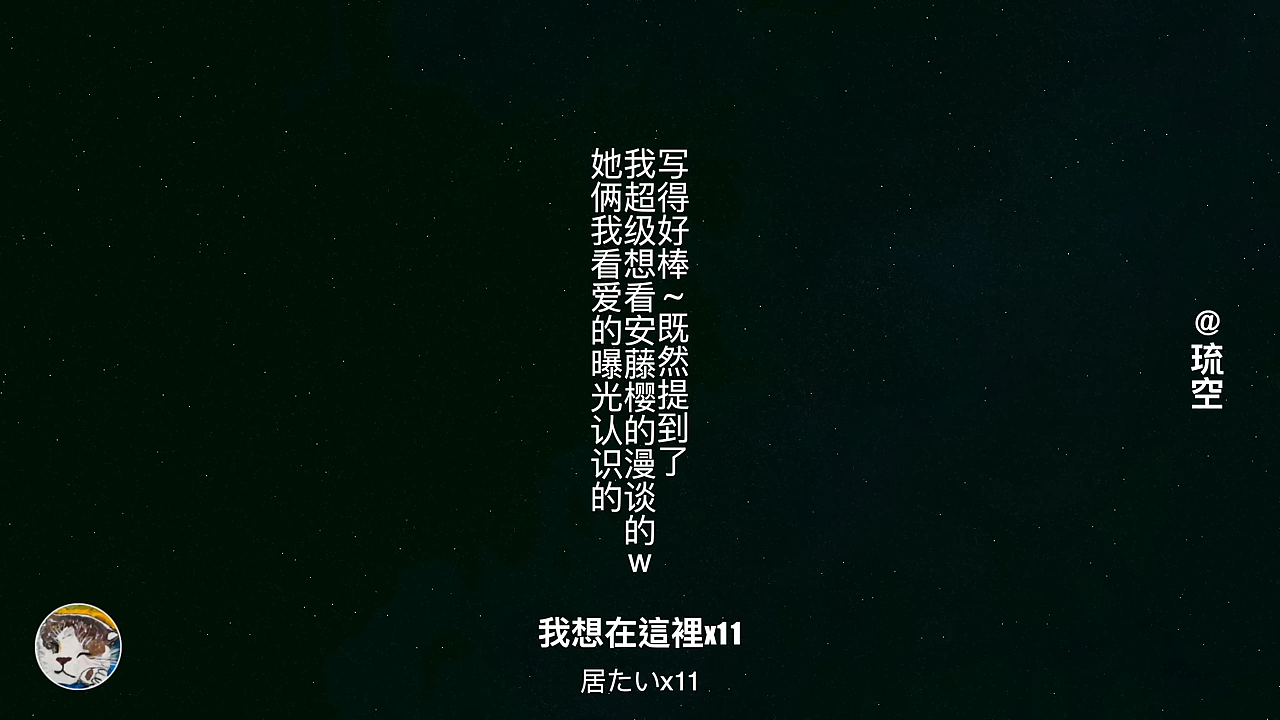 写得好棒~既然提到了
我超级想看安藤樱的漫谈的w
她俩我看爱的曝光认识的
@琉空
我想在這裡x11
居たいx11